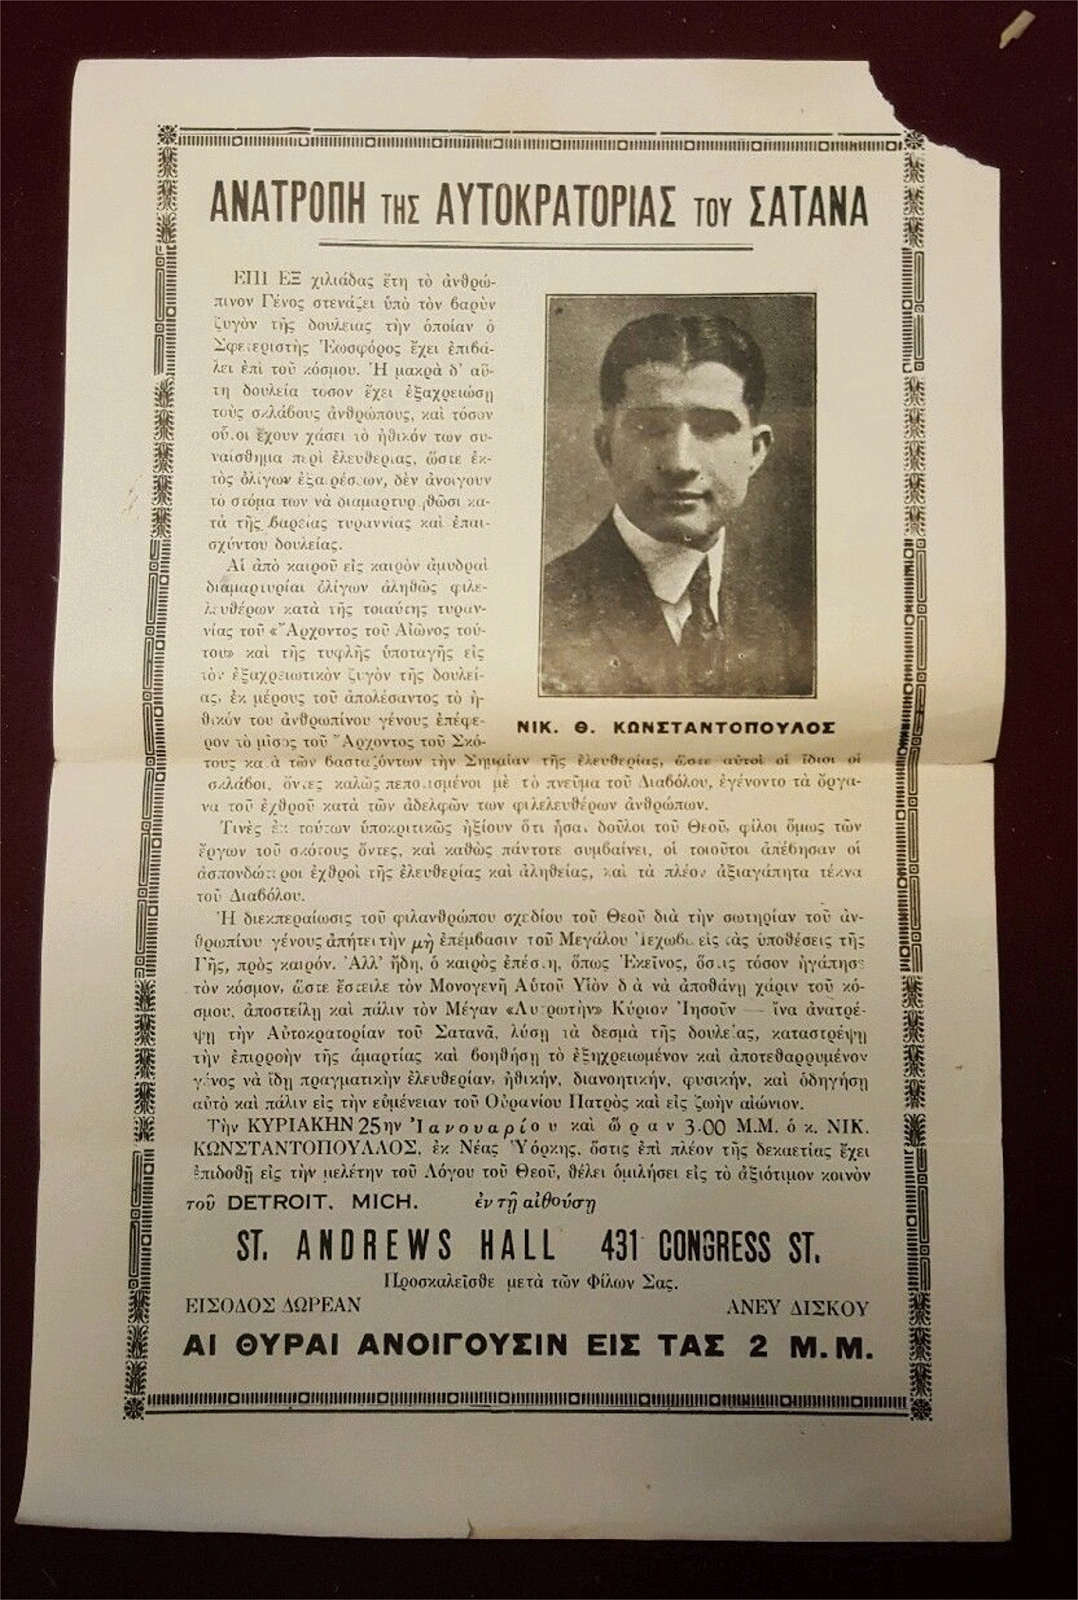 ΑΝΑΤΡΟΠΗ ΤΗΣ ΑΥΤΟΚΡΑΤΟΡΙΑΣ ΤΟΥ ΣΑΤΑΝΑ
ΕΠΙ ΕΞ χιλιάδας ἔτη τὸ ἀνθρώ-
πινον Γένος στενάζει ὑπὸ τὸν βαρὺν
ζυγὸν τῆς δουλείας τὴν ὁποίαν ὁ
Σφετεριστὴς Ἑωσφόρος ἔχει ἐπιβά-
λει ἐπὶ τοῦ κόσμου. Ἡ μακρὰ δ' αὕ-
τη δουλεία τόσον ἔχει ἐξαχρειώση
τοὺς σκλάβους ἀνθρώπους, καὶ τόσον
οὗτοι ἔχουν χάσει τὸ ἠθικόν των συ-
ναίσθημα περὶ ἐλευθερίας, ὥστε ἐκ-
τὸς ὀλίγων ἐξαιρέσεων, δὲν ἀνοίγουν
τὸ στόμα των νὰ διαμαρτυρηθῶσι κα-
τὰ τῆς βαρείας τυραννίας καὶ ἐπαι-
σχύντου δουλείας.
Αἱ ἀπὸ καιροῦ εἰς καιρὸν ἀμυδραὶ
διαμαρτυρίαι ὀλίγων ἀληθῶς φιλε-
λευθέρων κατὰ τῆς τοιαύτης τυραν-
νίας τοῦ «Ἄρχοντος τοῦ Αἰῶνος τού-
του» καὶ τῆς τυφλῆς ὑποταγῆς εἰς
τὸν ἐξαχρειωτικὸν ζυγὸν τῆς δουλεί-
ας, ἐκ μέρους τοῦ ἀπολέσαντος τὸ ἠ-
θικόν του ἀνθρωπίνου γένους ἐπέφε-
ρον τὸ μῖσος τοῦ Ἄρχοντος τοῦ Σκό-
ΝΙΚ. Θ. ΚΩΝΣΤΑΝΤΟΠΟΥΛΟΣ
τους κατὰ τῶν βασταζόντων τὴν Σημαίαν τῆς ἐλευθερίας, ὥστε αὐτοὶ οἱ ἴδιοι οἱ
σκλάβοι, ὄντες καλῶς πεποτισμένοι μὲ τὸ πνεῦμα τοῦ Διαβόλου, ἐγένοντο τὰ ὄργα-
να τοῦ ἐχθροῦ κατὰ τῶν ἀδελφῶν των φιλελευθέρων ἀνθρώπων.
Τινὲς ἐκ τούτων ὑποκριτικῶς ἠξίουν ὅτι ἦσαν δοῦλοι τοῦ Θεοῦ, φίλοι ὅμως τῶν
ἔργων τοῦ σκότους ὄντες, καὶ καθὼς πάντοτε συμβαίνει, οἱ τοιοῦτοι ἀπέβησαν οἱ
ἀσπονδώτεροι ἐχθροὶ τῆς ἐλευθερίας καὶ ἀληθείας, καὶ τὰ πλέον ἀξιαγάπητα τέκνα
τοῦ Διαβόλου.
Ἡ διεκπεραίωσις τοῦ φιλανθρώπου σχεδίου τοῦ Θεοῦ διὰ τὴν σωτηρίαν τοῦ ἀν-
θρωπίνου γένους ἀπῄτει τὴν μὴ ἐπέμβασιν τοῦ Μεγάλου Ἰεχωβὰ εἰς τὰς ὑποθέσεις τῆς
Γῆς, πρὸς καιρόν. Ἀλλ' ἤδη, ὁ καιρὸς ἐπέστη, ὅπως Ἐκεῖνος, ὅστις τόσον ἠγάπησε
τὸν κόσμον, ὥστε ἔστειλε τὸν Μονογενῆ Αὑτοῦ Υἱὸν διὰ νὰ ἀποθάνῃ χάριν τοῦ κό-
σμου, ἀποστείλῃ καὶ πάλιν τὸν Μέγαν «Λυτρωτὴν» Κύριον Ἰησοῦν — ἵνα ἀνατρέ-
ψῃ τὴν Αὐτοκρατορίαν τοῦ Σατανᾶ, λύσῃ τὰ δεσμὰ τῆς δουλείας, καταστρέψῃ
τὴν ἐπιρροὴν τῆς ἁμαρτίας καὶ βοηθήσῃ τὸ ἐξηχρειωμένον καὶ ἀποτεθαρρυμένον
γένος νὰ ἴδῃ πραγματικὴν ἐλευθερίαν, ἠθικήν, διανοητικήν, φυσικήν, καὶ ὁδηγήσῃ
αὐτὸ καὶ πάλιν εἰς τὴν εὐμένειαν τοῦ Οὐρανίου Πατρὸς καὶ εἰς ζωὴν αἰώνιον.
Τὴν ΚΥΡΙΑΚΗΝ 25ην Ἰανουαρίου καὶ ὥραν 3.00 Μ.Μ. ὁ κ. ΝΙΚ.
ΚΩΝΣΤΑΝΤΟΠΟΥΛΛΟΣ, ἐκ Νέας Ὑόρκης, ὅστις ἐπὶ πλέον τῆς δεκαετίας ἔχει
ἐπιδοθῇ εἰς τὴν μελέτην τοῦ Λόγου τοῦ Θεοῦ, θέλει ὁμιλήσει εἰς τὸ ἀξιότιμον κοινὸν
τοῦ DETROIT, MICH. ἐν τῇ αἰθούσῃ
ST. ANDREWS HALL 431 CONGRESS ST.
Προσκαλεῖσθε μετὰ τῶν Φίλων Σας.
ΕΙΣΟΔΟΣ ΔΩΡΕΑΝ ΑΝΕΥ ΔΙΣΚΟΥ
ΑΙ ΘΥΡΑΙ ΑΝΟΙΓΟΥΣΙΝ ΕΙΣ ΤΑΣ 2 Μ.Μ.